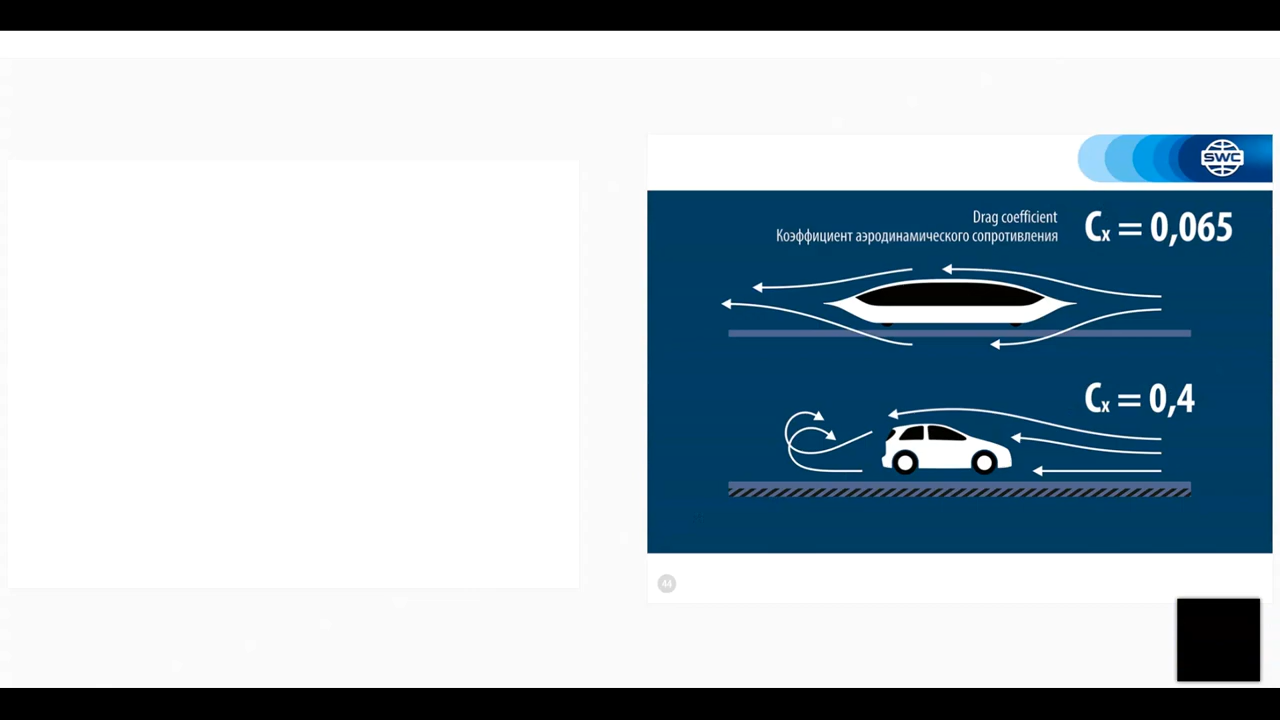 SWC
Drag coefficient
Коэффициент аэродинамического сопротивления
Cx = 0,065
Cx = 0,4
44